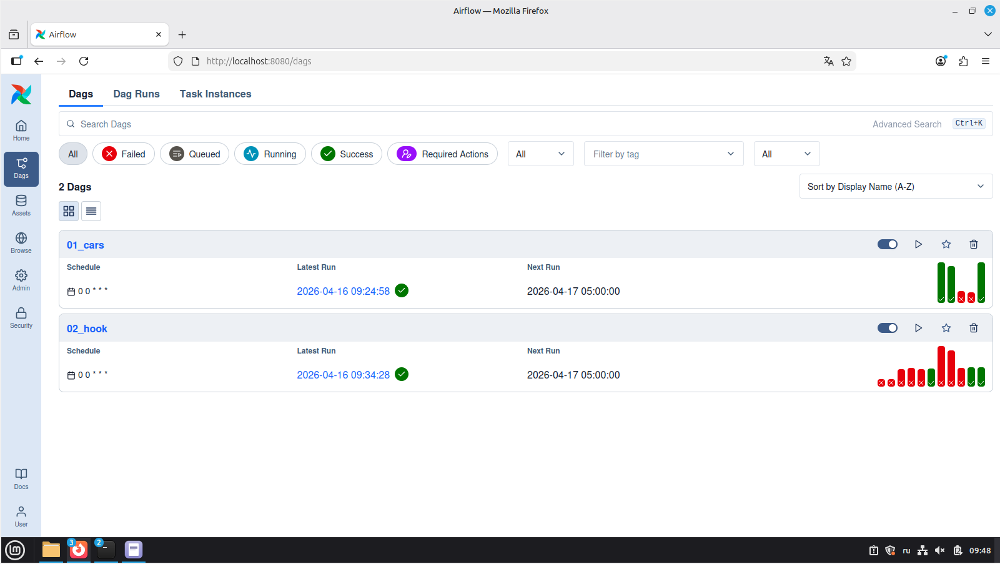 Airflow — Mozilla Firefox
Airflow
http://localhost:8080/dags
Dags Dag Runs Task Instances
Search Dags Advanced Search Ctrl+K
All Failed Queued Running Success Required Actions All Filter by tag All
2 Dags Sort by Display Name (A-Z)
01_cars
Schedule Latest Run Next Run
0 0 * * * 2026-04-16 09:24:58 2026-04-17 05:00:00
02_hook
Schedule Latest Run Next Run
0 0 * * * 2026-04-16 09:34:28 2026-04-17 05:00:00
Home
Dags
Assets
Browse
Admin
Security
Docs
User
3 2 ru 09:48